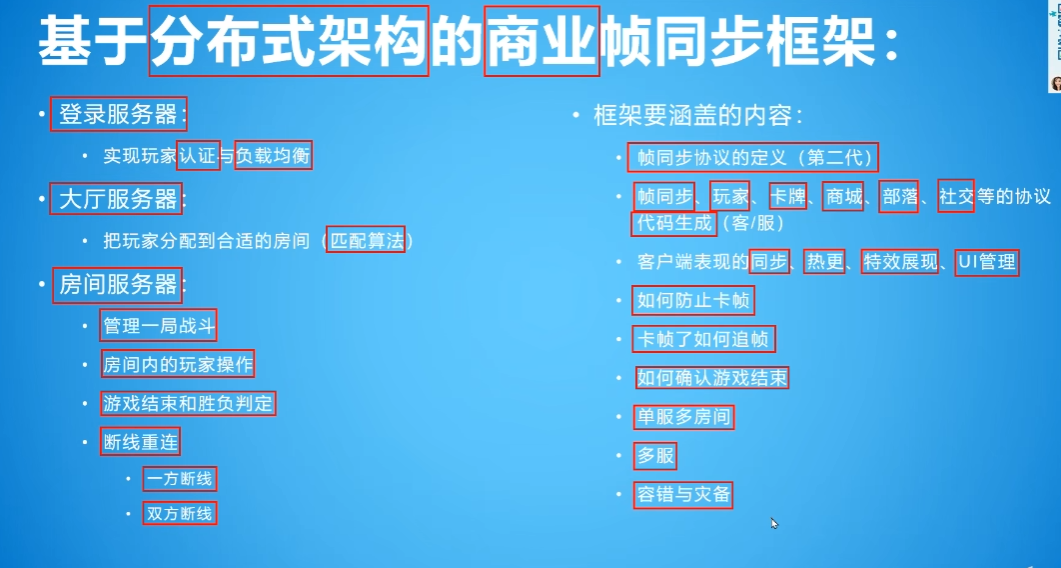 基于分布式架构的商业帧同步框架：
• 登录服务器：
• 实现玩家认证与负载均衡
• 大厅服务器：
• 把玩家分配到合适的房间（匹配算法）
• 房间服务器：
• 管理一局战斗
• 房间内的玩家操作
• 游戏结束和胜负判定
• 断线重连
• 一方断线
• 双方断线
• 框架要涵盖的内容：
• 帧同步协议的定义（第二代）
• 帧同步、玩家、卡牌、商城、部落、社交等的协议
代码生成（客/服）
• 客户端表现的同步、热更、特效展现、UI管理
• 如何防止卡帧
• 卡帧了如何追帧
• 如何确认游戏结束
• 单服多房间
• 多服
• 容错与灾备